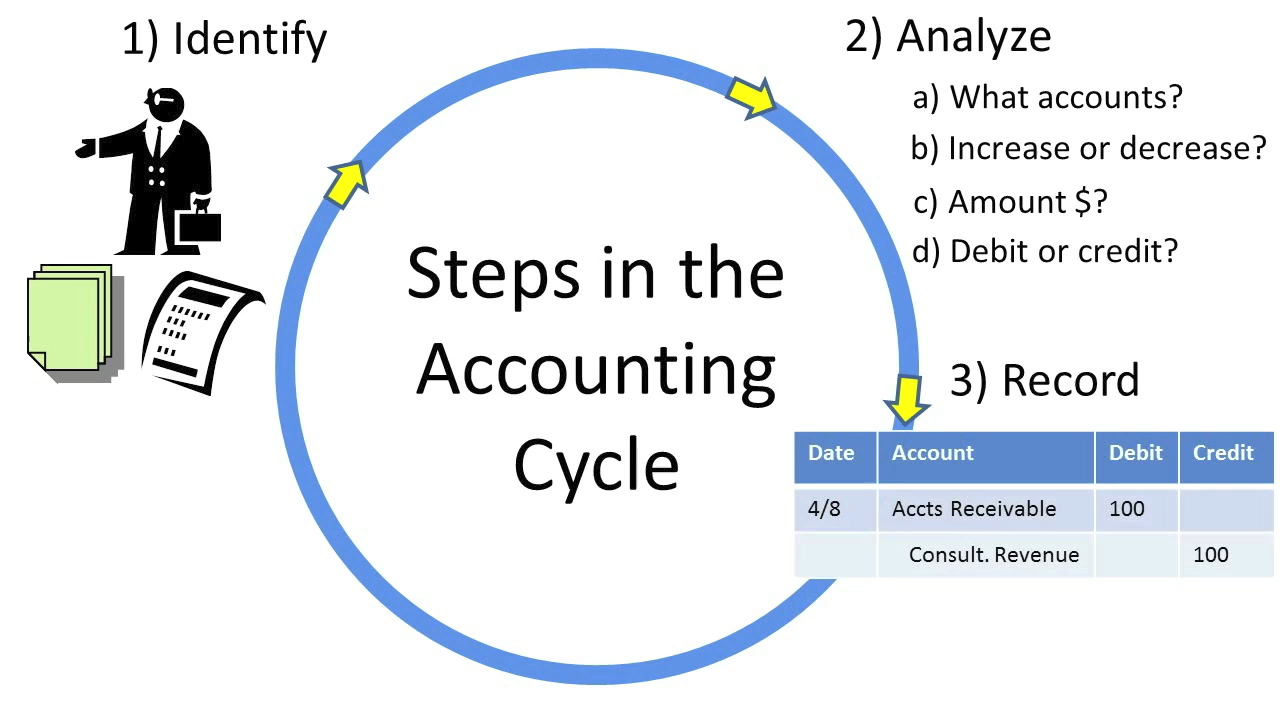 1) Identify
2) Analyze
a) What accounts?
b) Increase or decrease?
c) Amount $?
d) Debit or credit?
Steps in the
Accounting
Cycle
3) Record
Date Account Debit Credit
4/8 Accts Receivable 100
Consult. Revenue 100